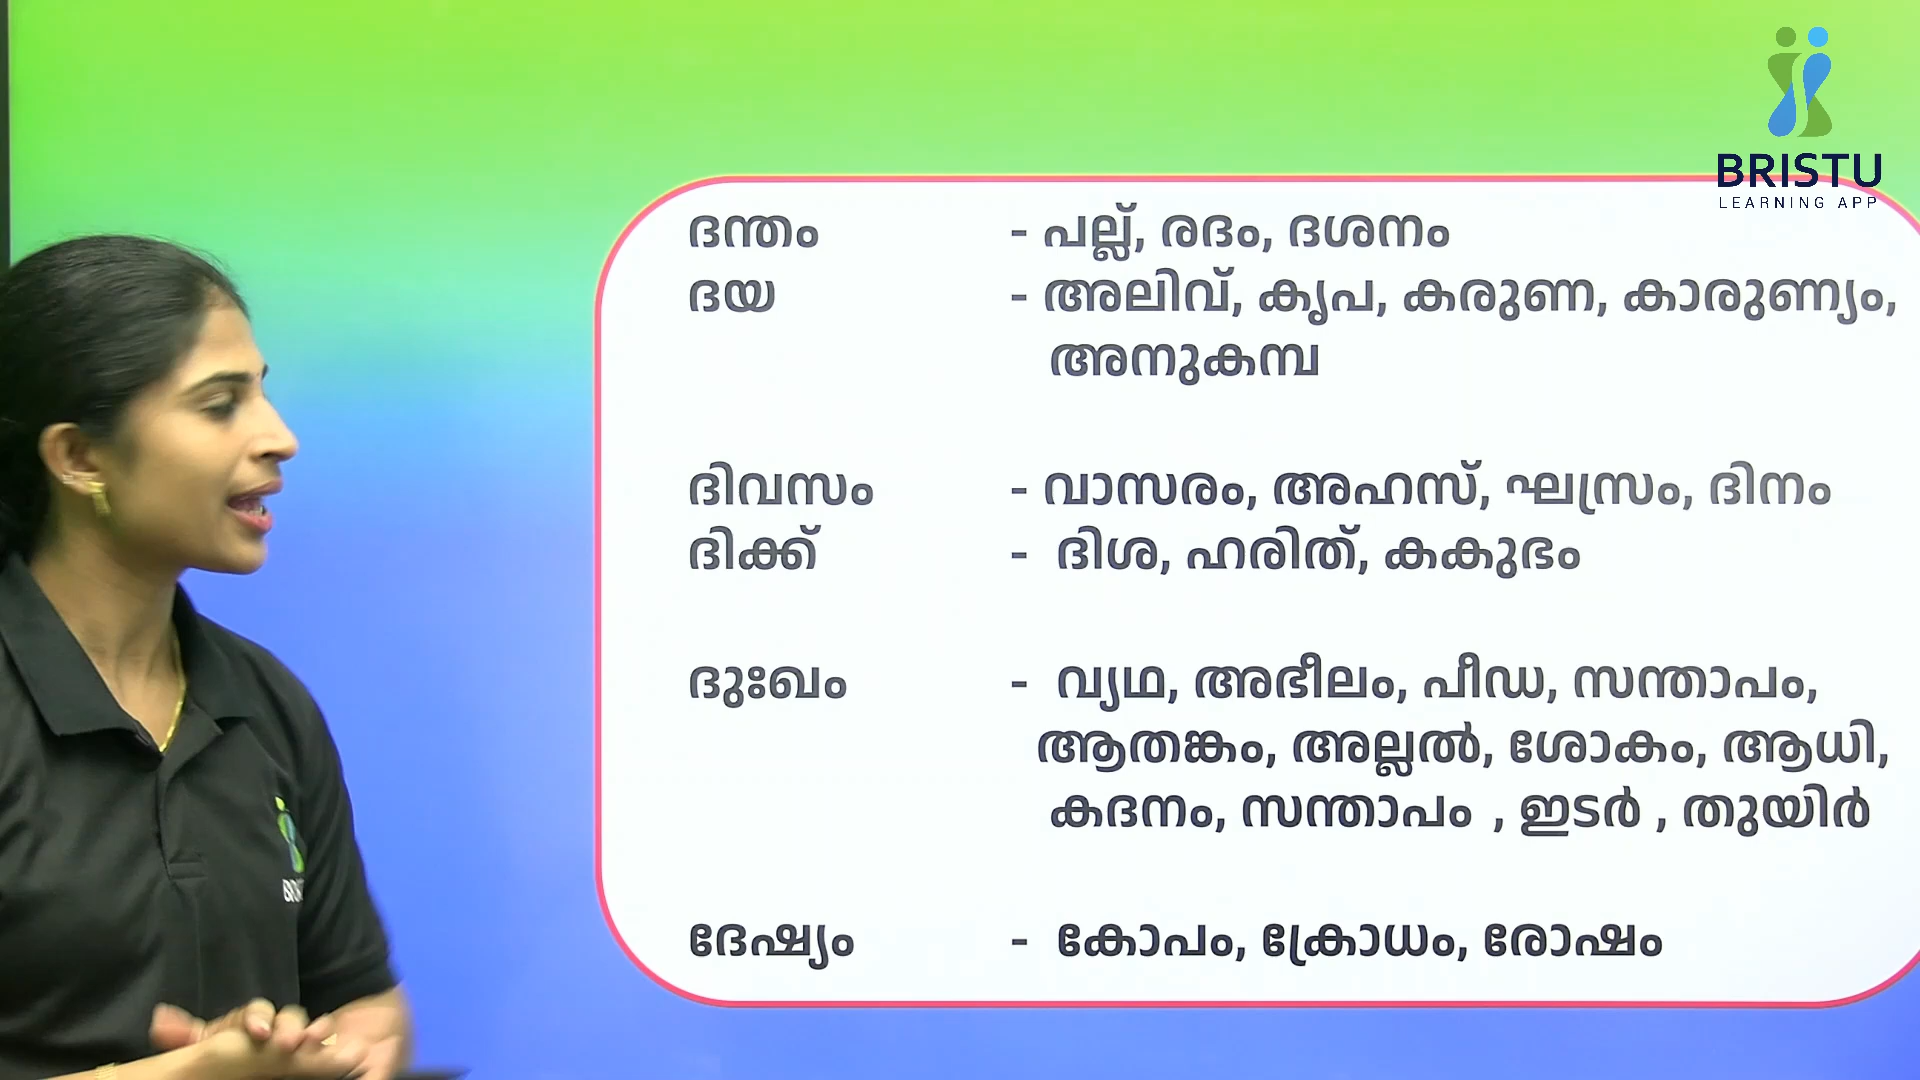 BRISTU
LEARNING APP
ദന്തം - പല്ല്, രദം, ദശനം
ദയ - അലിവ്, കൃപ, കരുണ, കാരുണ്യം,
അനുകമ്പ
ദിവസം - വാസരം, അഹസ്, ഘസ്രം, ദിനം
ദിക്ക് - ദിശ, ഹരിത്, കകുഭം
ദുഃഖം - വ്യഥ, അഭീലം, പീഡ, സന്താപം,
ആതങ്കം, അല്ലൽ, ശോകം, ആധി,
കദനം, സന്താപം , ഇടർ , തുയിർ
ദേഷ്യം - കോപം, ക്രോധം, രോഷം